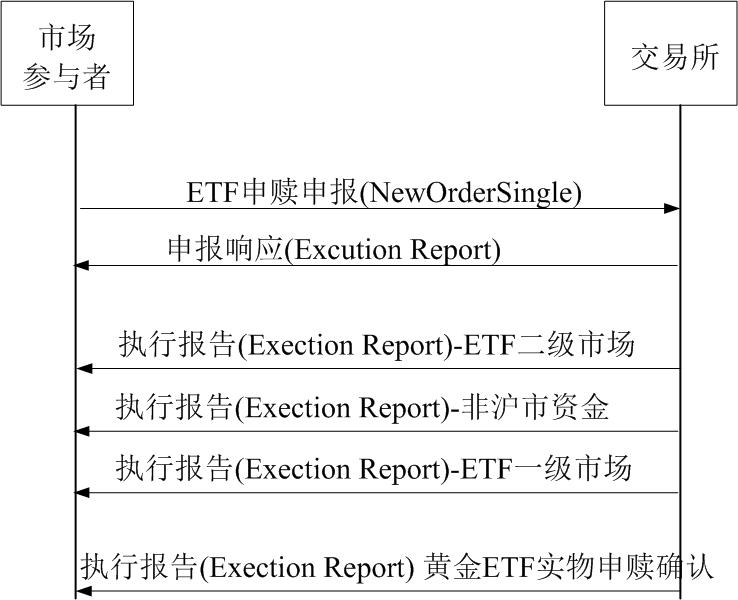 市场
参与者
交易所
ETF申赎申报(NewOrderSingle)
申报响应(Excution Report)
执行报告(Exection Report)-ETF二级市场
执行报告(Exection Report)-非沪市资金
执行报告(Exection Report)-ETF一级市场
执行报告(Exection Report) 黄金ETF实物申赎确认